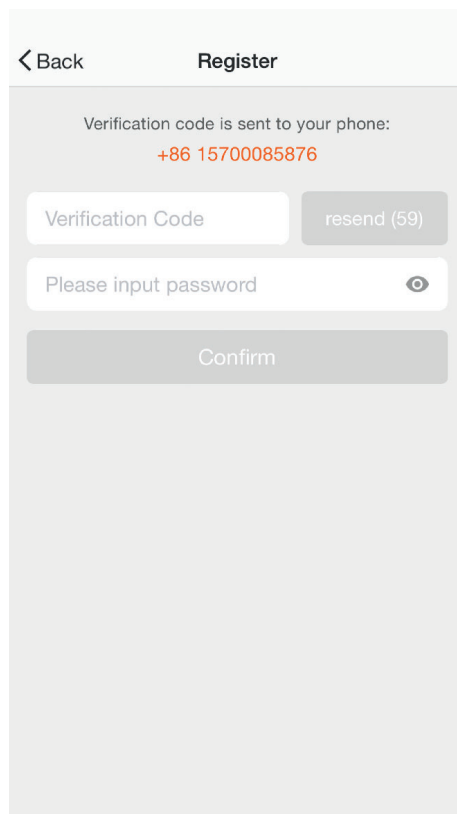 Back Register
Verification code is sent to your phone:
+86 15700085876
Verification Code resend (59)
Please input password
Confirm